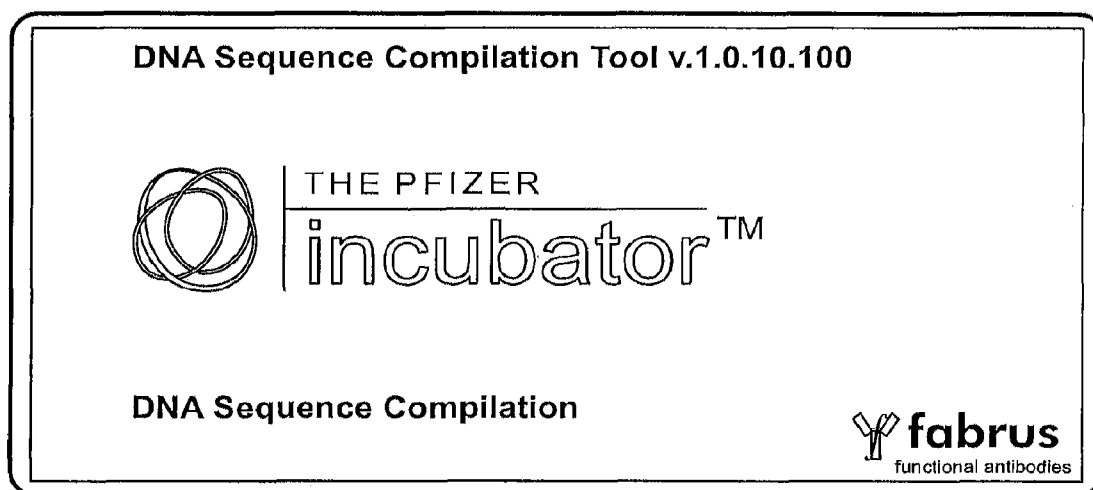 DNA Sequence Compilation Tool v.1.0.10.100
THE PFIZER
incubator™
DNA Sequence Compilation
fabrus
functional antibodies